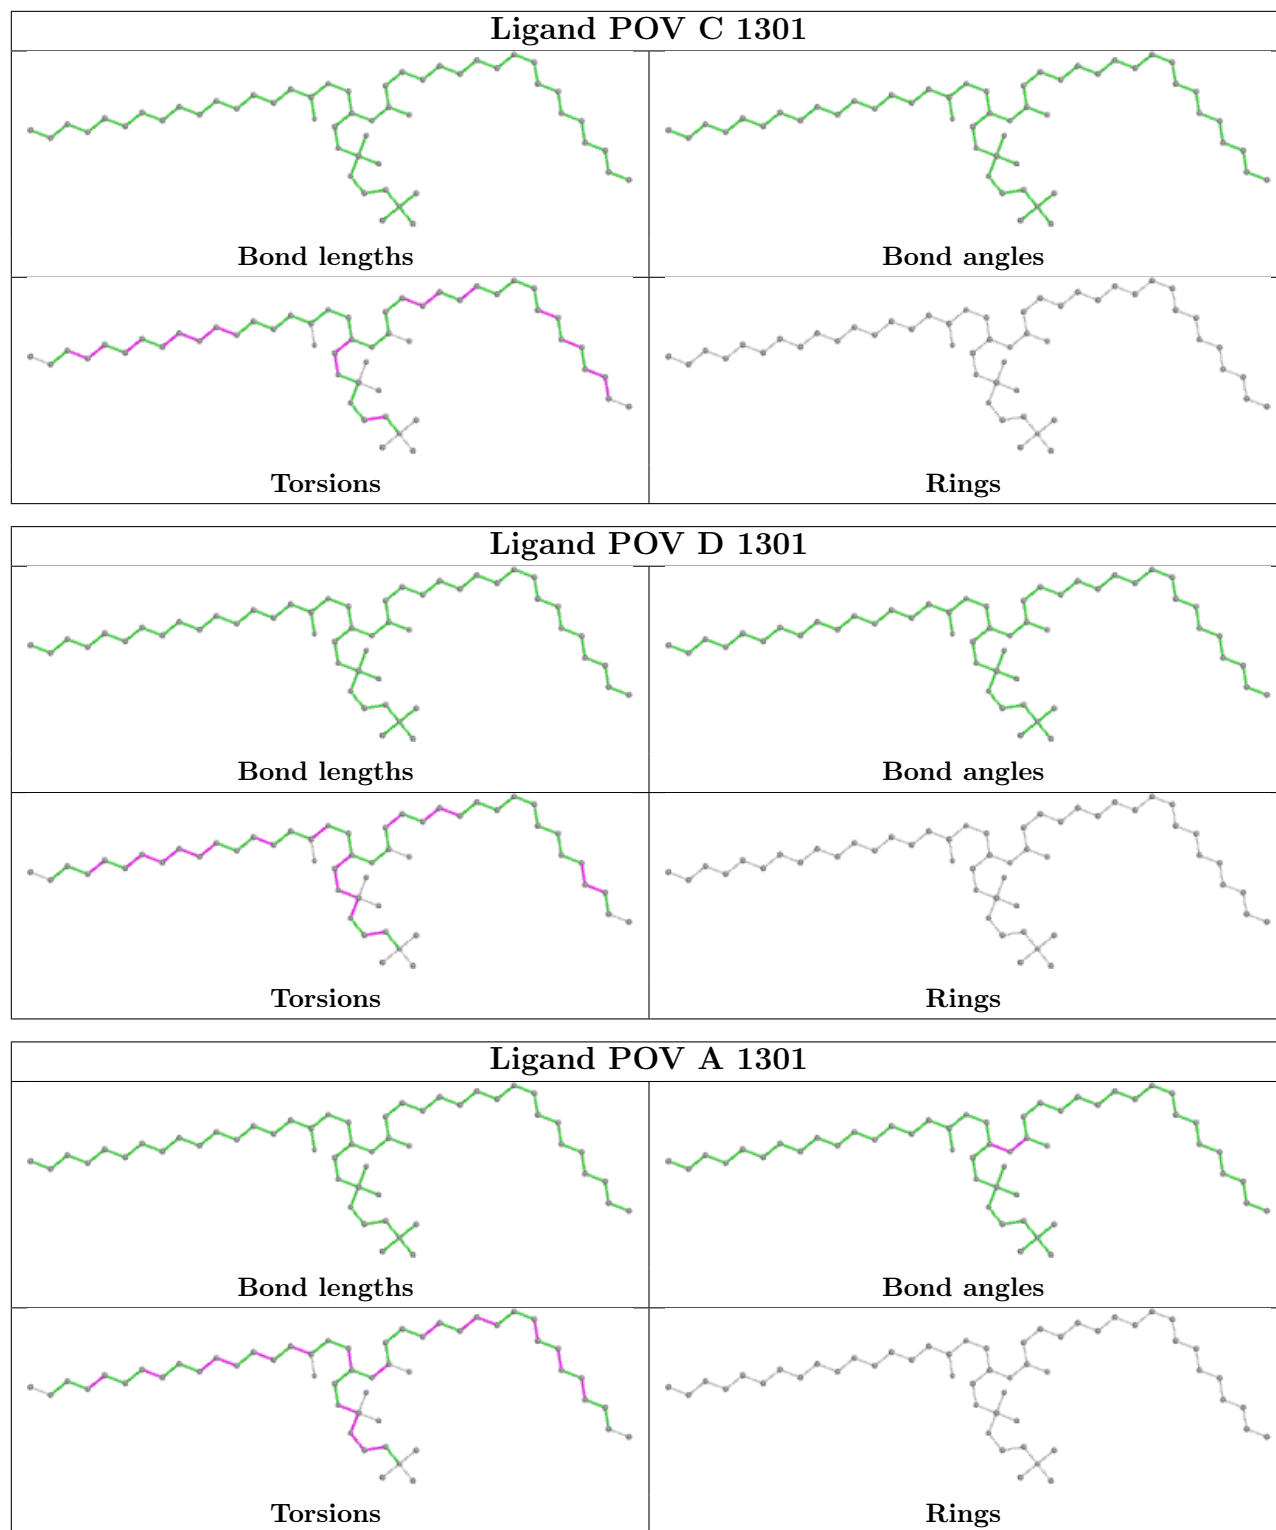 Ligand POV C 1301
Bond lengths
Bond angles
Torsions
Rings
Ligand POV D 1301
Bond lengths
Bond angles
Torsions
Rings
Ligand POV A 1301
Bond lengths
Bond angles
Torsions
Rings